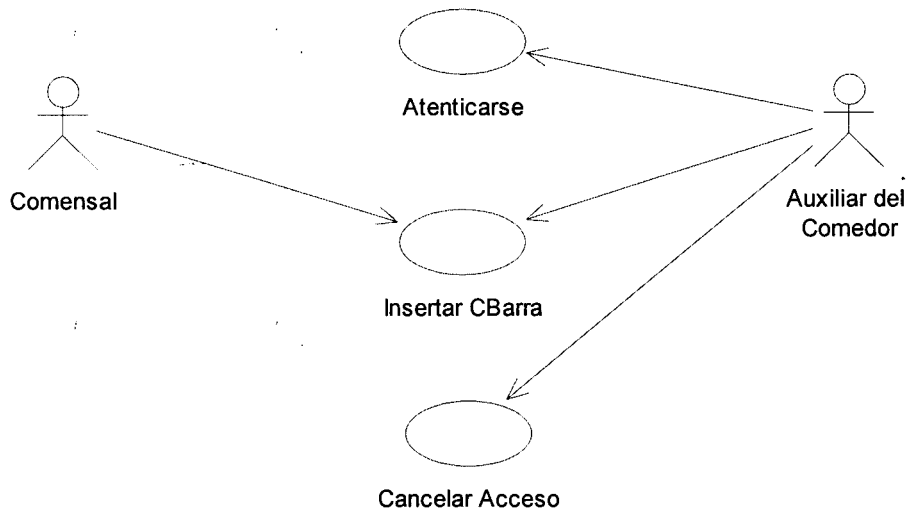 Atenticarse
Comensal
Auxiliar del
Comedor
Insertar CBarra
Cancelar Acceso